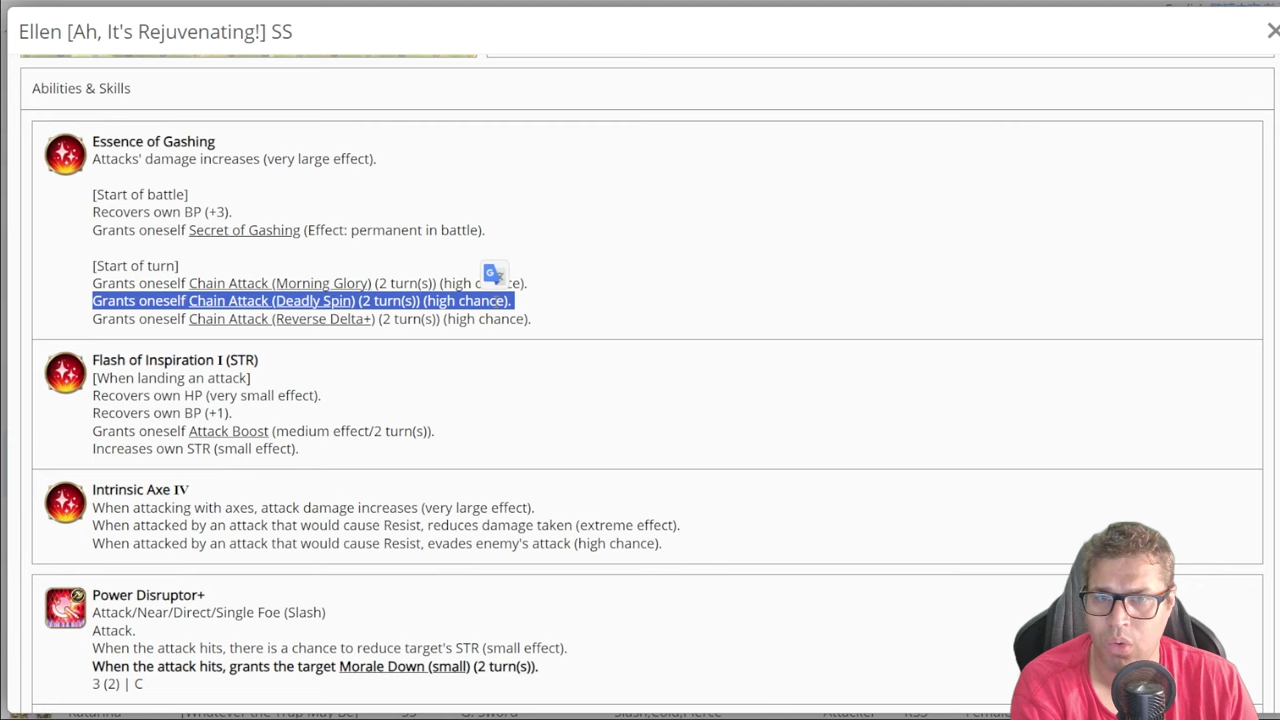 Ellen [Ah, It's Rejuvenating!] SS
Abilities & Skills
Essence of Gashing
Attacks' damage increases (very large effect).
[Start of battle]
Recovers own BP (+3).
Grants oneself Secret of Gashing (Effect: permanent in battle).
[Start of turn]
Grants oneself Chain Attack (Morning Glory) (2 turn(s)) (high
Grants oneself Chain Attack (Deadly Spin) (2 turn(s)) (high chance).
Grants oneself Chain Attack (Reverse Delta+) (2 turn(s)) (high chance).
Flash of Inspiration I (STR)
[When landing an attack]
Recovers own HP (very small effect).
Recovers own BP (+1).
Grants oneself Attack Boost (medium effect/2 turn(s)).
Increases own STR (small effect).
Intrinsic Axe IV
When attacking with axes, attack damage increases (very large effect).
When attacked by an attack that would cause Resist, reduces damage taken (extreme effect).
When attacked by an attack that would cause Resist, evades enemy's attack (high chance).
Power Disruptor+
Attack/Near/Direct/Single Foe (Slash)
Attack.
When the attack hits, there is a chance to reduce target's STR (small effect).
When the attack hits, grants the target Morale Down (small) (2 turn(s)).
3 (2) | C